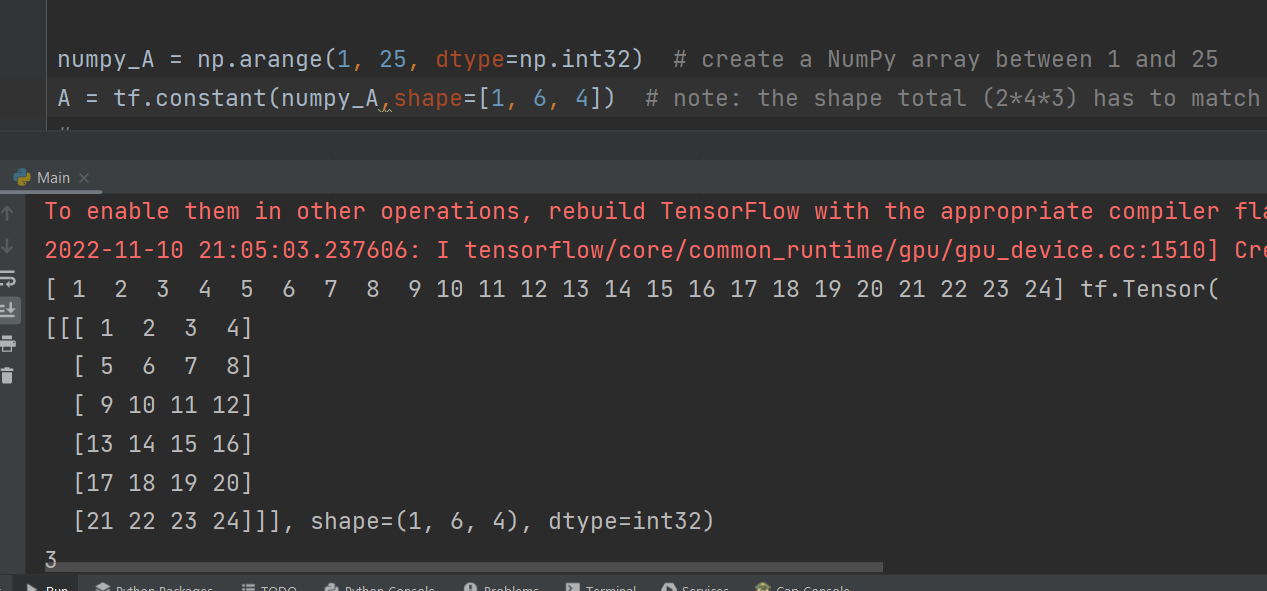 numpy_A = np.arange(1, 25, dtype=np.int32)  # create a NumPy array between 1 and 25
A = tf.constant(numpy_A,shape=[1, 6, 4])  # note: the shape total (2*4*3) has to match
#
Main
To enable them in other operations, rebuild TensorFlow with the appropriate compiler fla
2022-11-10 21:05:03.237606: I tensorflow/core/common_runtime/gpu/gpu_device.cc:1510] Cre
[ 1  2  3  4  5  6  7  8  9 10 11 12 13 14 15 16 17 18 19 20 21 22 23 24] tf.Tensor(
[[[ 1  2  3  4]
  [ 5  6  7  8]
  [ 9 10 11 12]
  [13 14 15 16]
  [17 18 19 20]
  [21 22 23 24]]], shape=(1, 6, 4), dtype=int32)
3
Run Python Packages TODO Python Console Problems Terminal Services